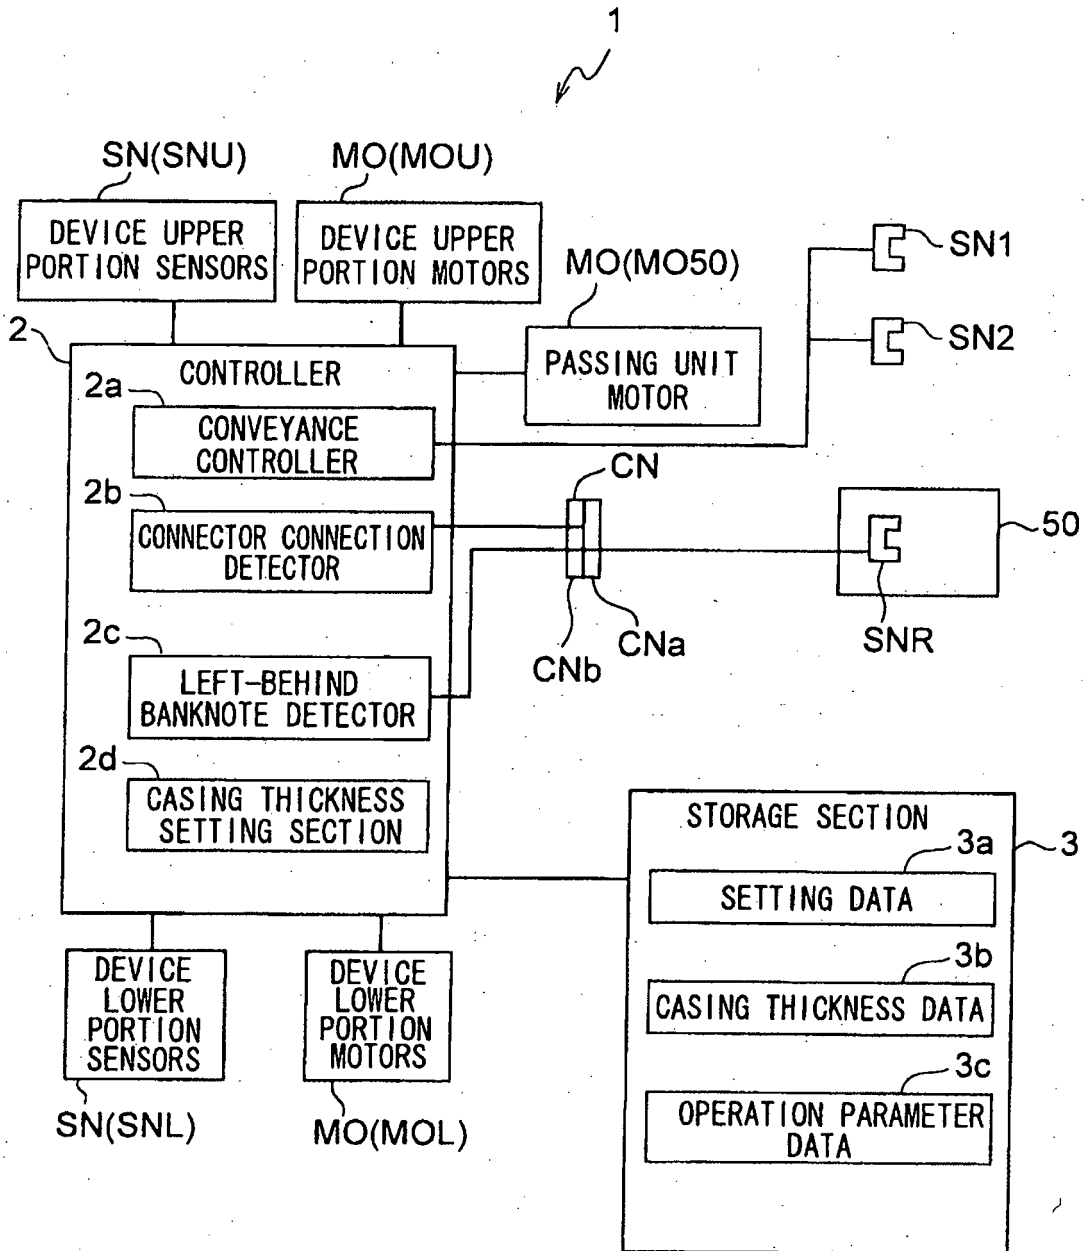 1
SN(SNU)
MO(MOU)
DEVICE UPPER
PORTION SENSORS
DEVICE UPPER
PORTION MOTORS
MO(MO50)
SN1
SN2
2
CONTROLLER
PASSING UNIT
MOTOR
2a
CONVEYANCE
CONTROLLER
CN
2b
CONNECTOR CONNECTION
DETECTOR
50
CNa
CNb
SNR
2c
LEFT-BEHIND
BANKNOTE DETECTOR
2d
CASING THICKNESS
SETTING SECTION
STORAGE SECTION
3
3a
SETTING DATA
3b
CASING THICKNESS DATA
3c
OPERATION PARAMETER
DATA
DEVICE
LOWER
PORTION
SENSORS
DEVICE
LOWER
PORTION
MOTORS
SN(SNL)
MO(MOL)